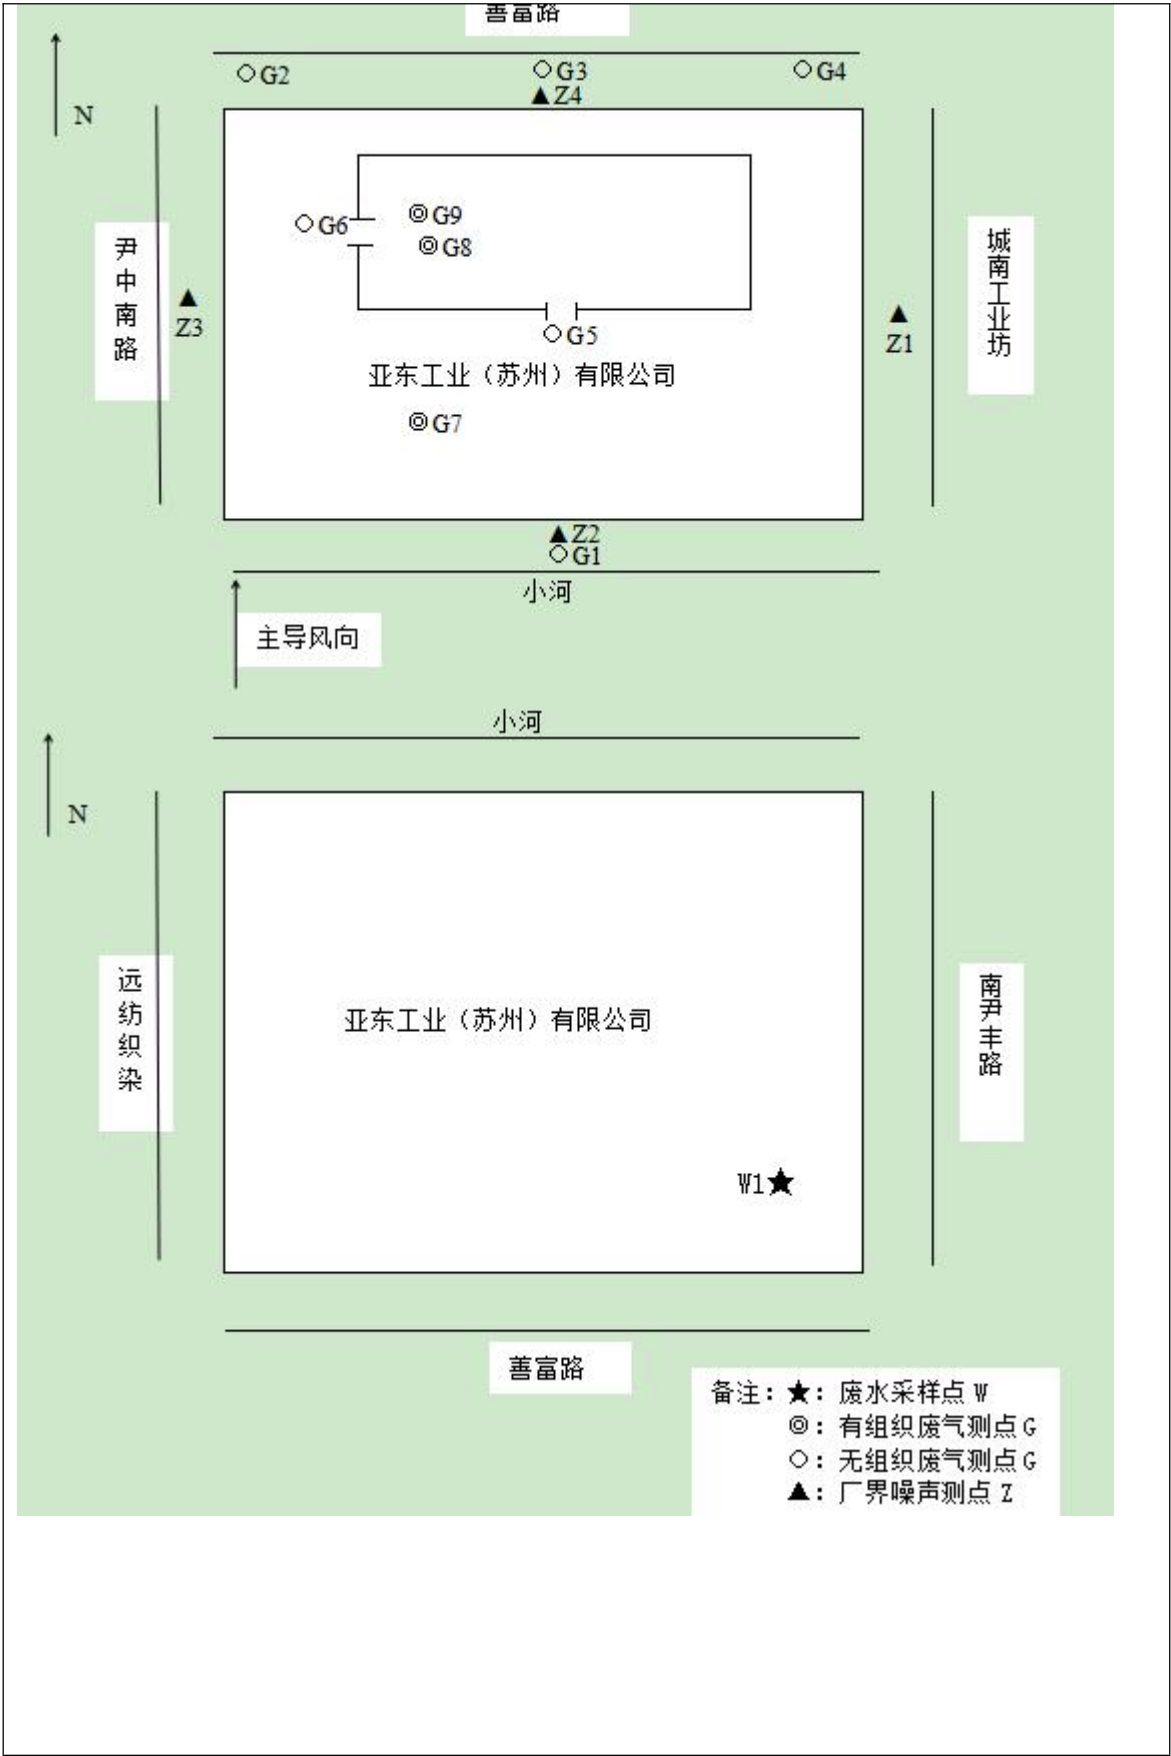 善富路
N
G2
G3
G4
Z4
G6
G9
G8
G5
尹中南路
Z3
城南工业坊
Z1
亚东工业（苏州）有限公司
G7
Z2
G1
小河
主导风向
小河
N
远纺织染
亚东工业（苏州）有限公司
南尹丰路
W1
善富路
备注：★：废水采样点 W
◎：有组织废气测点 G
○：无组织废气测点 G
▲：厂界噪声测点 Z